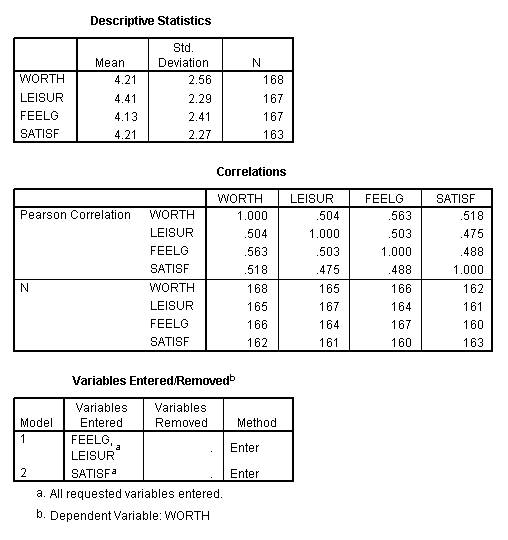 Descriptive Statistics
Std.
Mean Deviation N
WORTH 4.21 2.56 168
LEISUR 4.41 2.29 167
FEELG 4.13 2.41 167
SATISF 4.21 2.27 163
Correlations
WORTH LEISUR FEELG SATISF
Pearson Correlation WORTH 1.000 .504 .563 .518
LEISUR .504 1.000 .503 .475
FEELG .563 .503 1.000 .488
SATISF .518 .475 .488 1.000
N WORTH 168 165 166 162
LEISUR 165 167 164 161
FEELG 166 164 167 160
SATISF 162 161 160 163
Variables Entered/Removedb
Variables Variables
Model Entered Removed Method
1 FEELG,
LEISURa . Enter
2 SATISFa . Enter
a. All requested variables entered.
b. Dependent Variable: WORTH